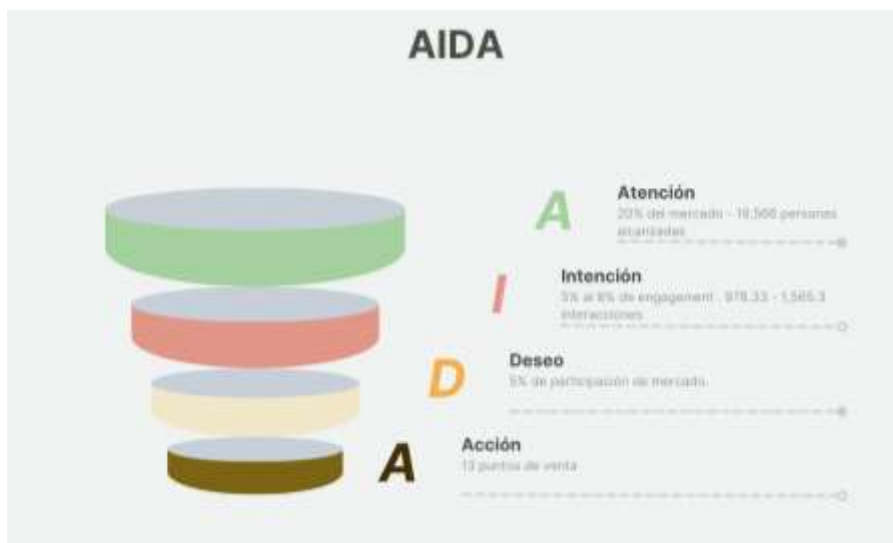 AIDA
A
Atención
20% del mercado - 19,566 personas
alcanzadas
I
Intención
5% al 8% de engagement - 978.33 - 1,565.3
interacciones
D
Deseo
5% de participación de mercado.
A
Acción
13 puntos de venta